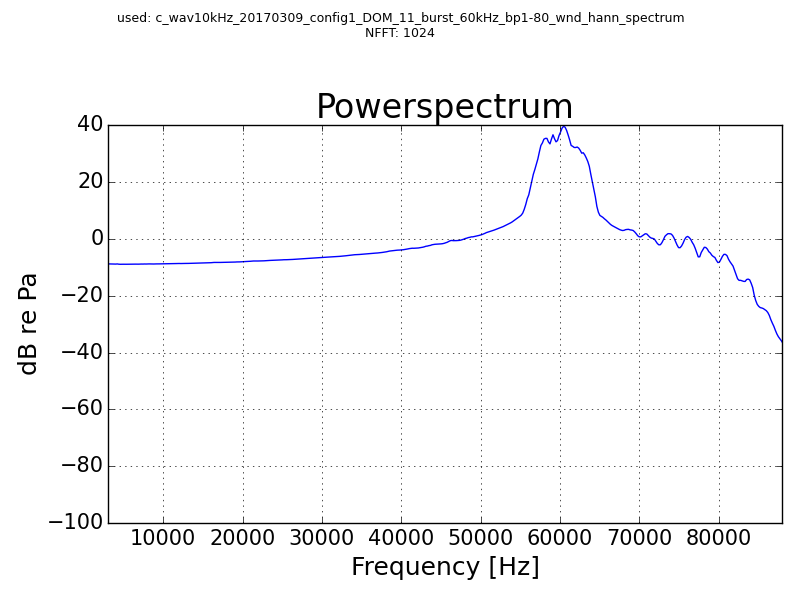 used: c_wav10kHz_20170309_config1_DOM_11_burst_60kHz_bp1-80_wnd_hann_spectrum
NFFT: 1024
Powerspectrum
40
20
0
−20
−40
−60
−80
−100
dB re Pa
10000 20000 30000 40000 50000 60000 70000 80000
Frequency [Hz]